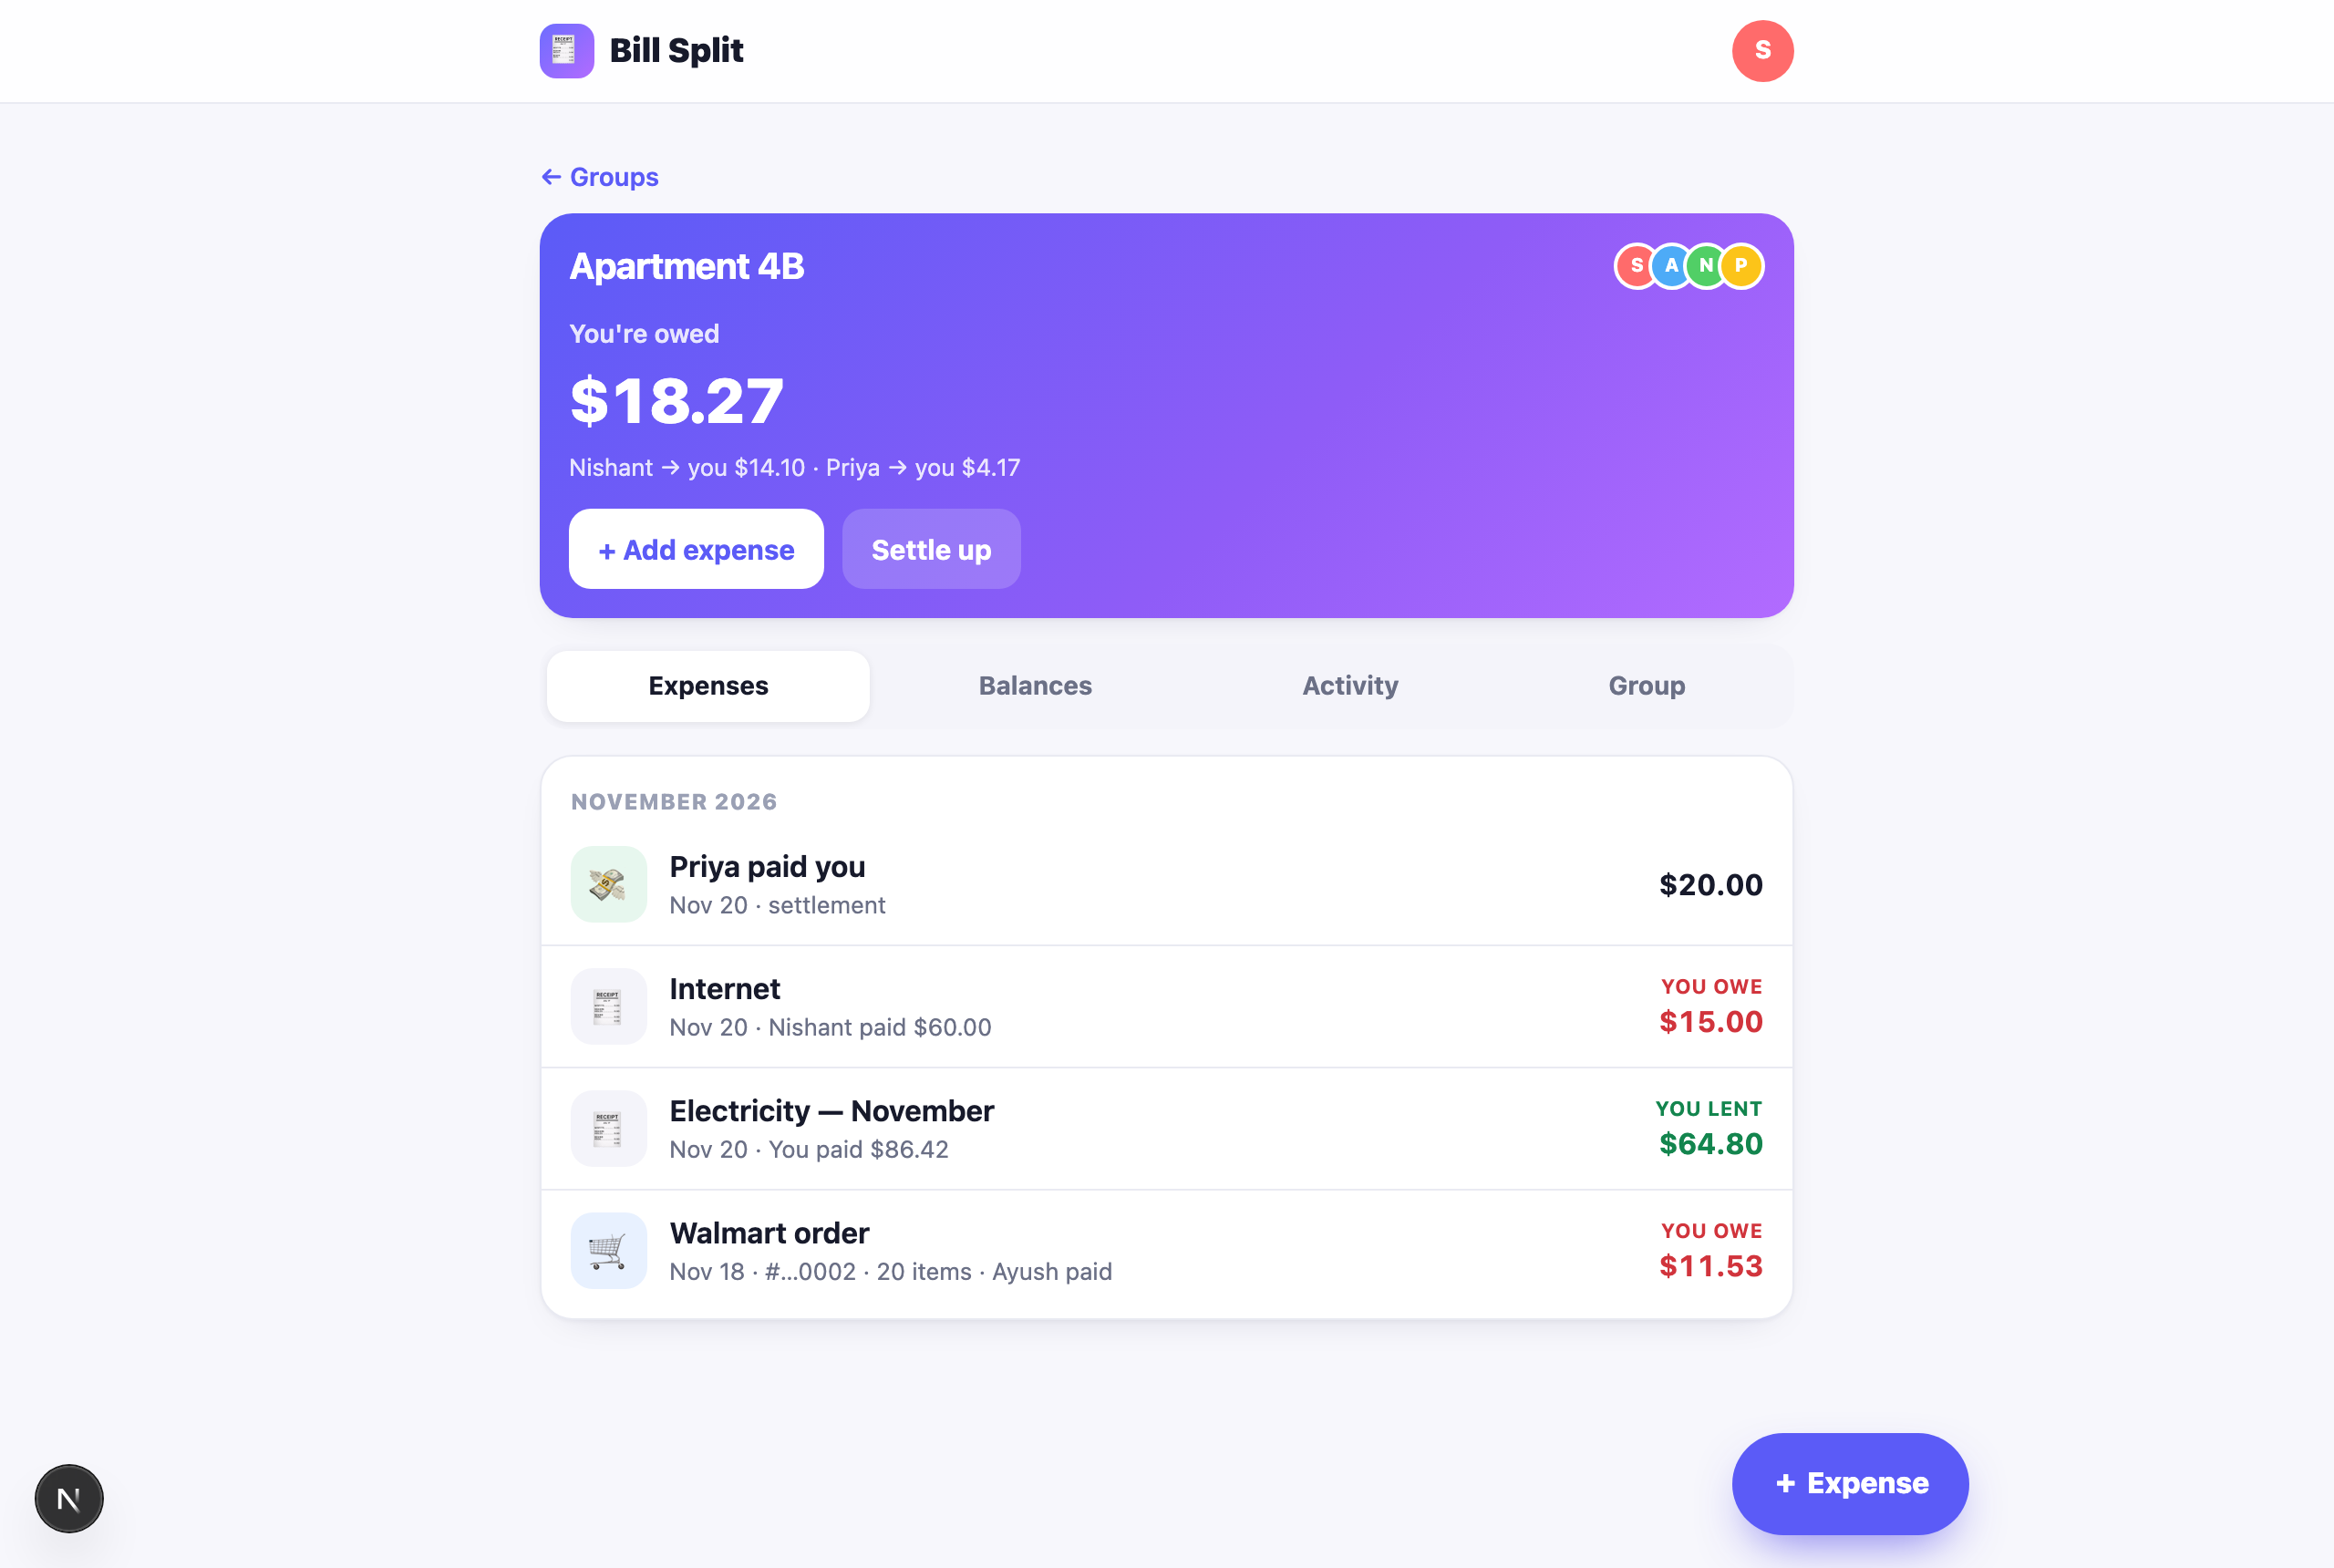 Bill Split
S
← Groups
Apartment 4B
S A N P
You're owed
$18.27
Nishant → you $14.10 · Priya → you $4.17
+ Add expense
Settle up
Expenses
Balances
Activity
Group
NOVEMBER 2026
Priya paid you
Nov 20 · settlement
$20.00
Internet
Nov 20 · Nishant paid $60.00
YOU OWE
$15.00
Electricity — November
Nov 20 · You paid $86.42
YOU LENT
$64.80
Walmart order
Nov 18 · #…0002 · 20 items · Ayush paid
YOU OWE
$11.53
N
+ Expense